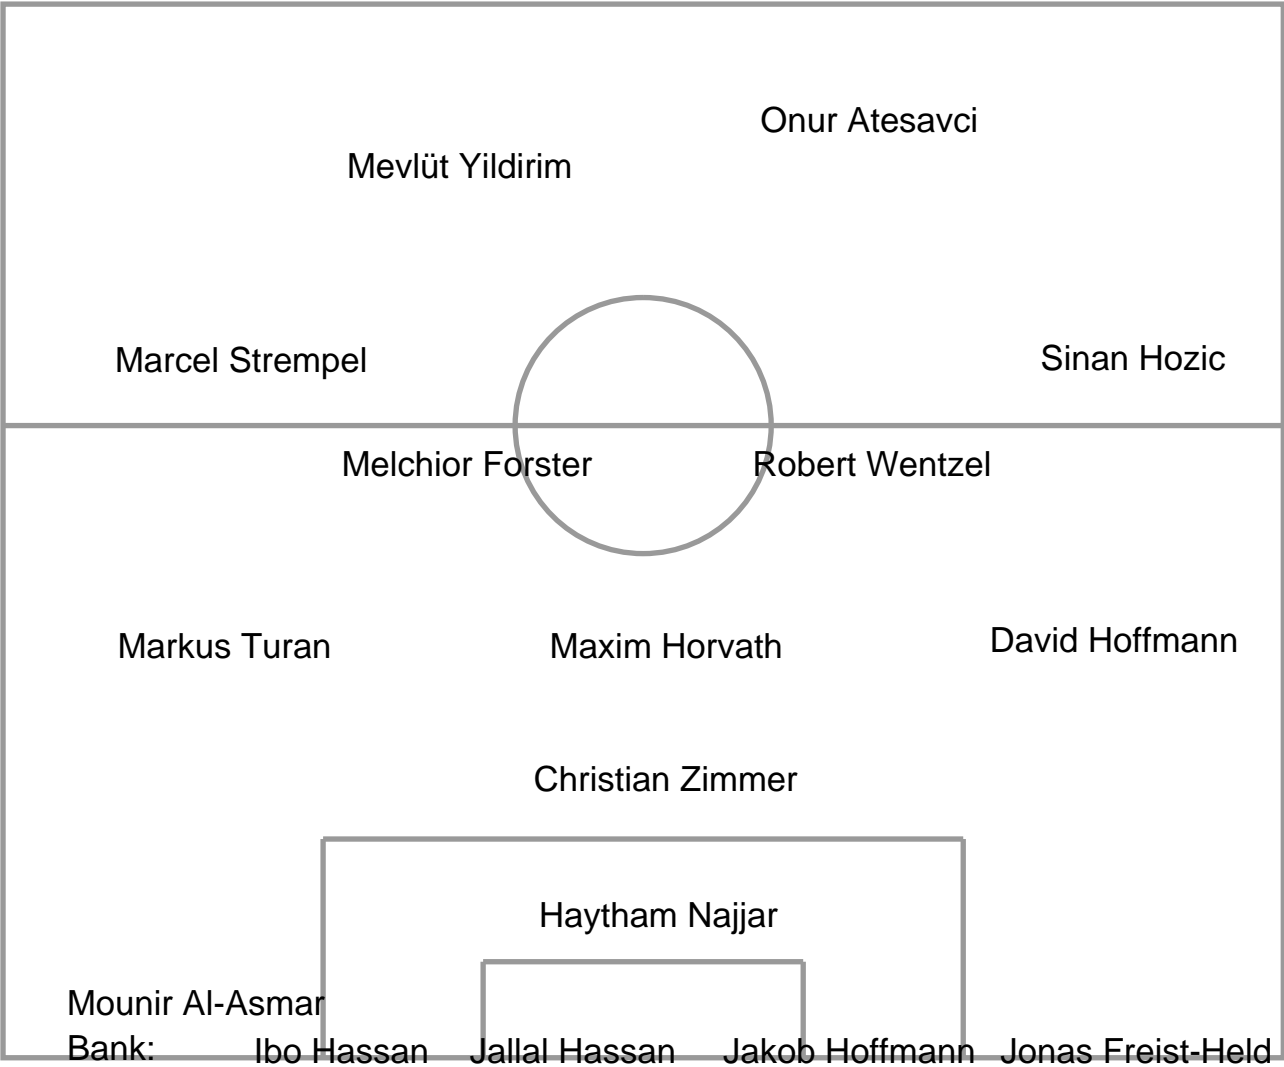 Onur Atesavci
Mevlüt Yildirim
Marcel Strempel
Sinan Hozic
Melchior Forster
Robert Wentzel
Markus Turan
Maxim Horvath
David Hoffmann
Christian Zimmer
Haytham Najjar
Mounir Al-Asmar
Bank: Ibo Hassan Jallal Hassan Jakob Hoffmann Jonas Freist-Held